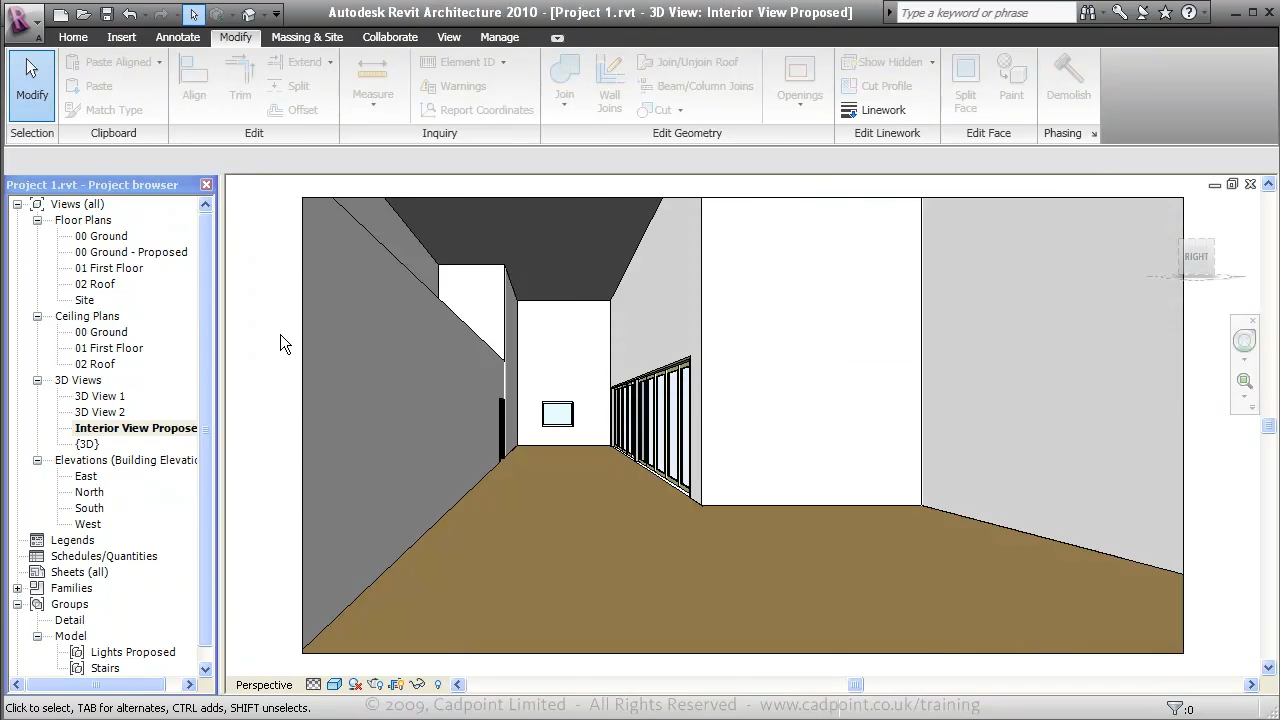 Autodesk Revit Architecture 2010 - [Project 1.rvt - 3D View: Interior View Proposed]
Type a keyword or phrase
Home Insert Annotate Modify Massing & Site Collaborate View Manage
Modify
Paste Aligned
Paste
Match Type
Align
Trim
Extend
Split
Offset
Measure
Element ID
Warnings
Report Coordinates
Join
Wall
Joins
Join/Unjoin Roof
Beam/Column Joins
Cut
Openings
Show Hidden
Cut Profile
Linework
Split
Face
Paint
Demolish
Selection Clipboard Edit Inquiry Edit Geometry Edit Linework Edit Face Phasing
Project 1.rvt - Project browser
Views (all)
Floor Plans
00 Ground
00 Ground - Proposed
01 First Floor
02 Roof
Site
Ceiling Plans
00 Ground
01 First Floor
02 Roof
3D Views
3D View 1
3D View 2
Interior View Propose
{3D}
Elevations (Building Elevatio
East
North
South
West
Legends
Schedules/Quantities
Sheets (all)
Families
Groups
Detail
Model
Lights Proposed
Stairs
RIGHT
Perspective
Click to select, TAB for alternates, CTRL adds, SHIFT unselects.
© 2009, Cadpoint Limited - All Rights Reserved - www.cadpoint.co.uk/training
:0